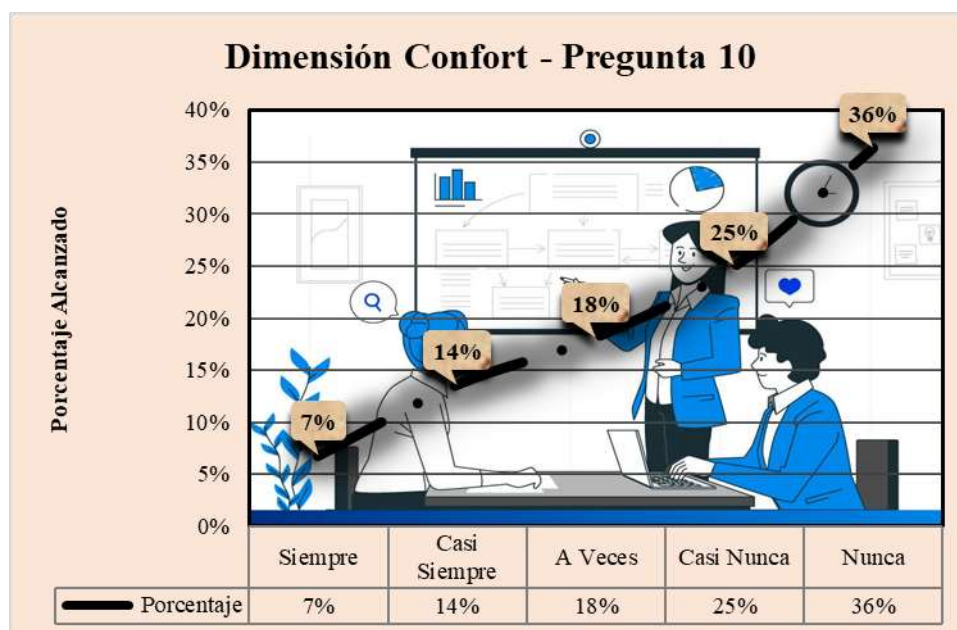 Dimensión Confort - Pregunta 10
Porcentaje Alcanzado
40%
35%
30%
25%
20%
15%
10%
5%
0%
7%
14%
18%
25%
36%
Siempre
Casi
Siempre
A Veces
Casi Nunca
Nunca
Porcentaje
7%
14%
18%
25%
36%